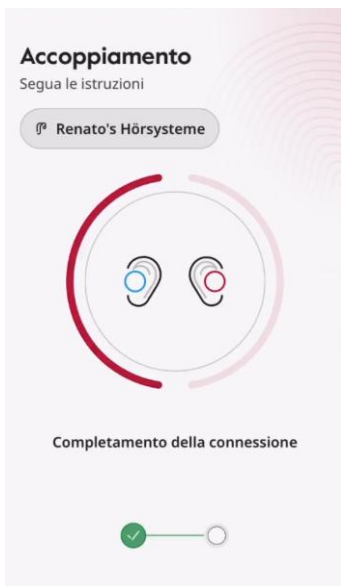 Accoppiamento
Segua le istruzioni
Renato's Hörsysteme
Completamento della connessione